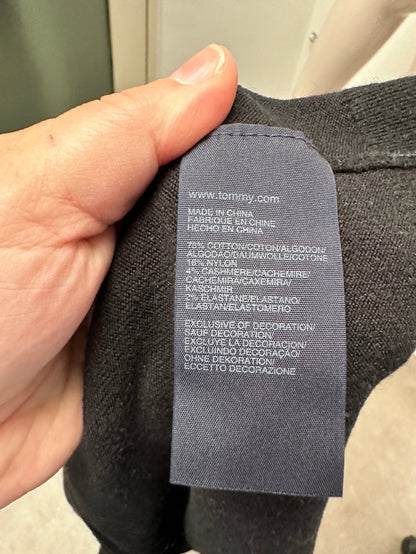 www.tommy.com
MADE IN CHINA
FABRIQUE EN CHINE
HECHO EN CHINA
78% COTTON/COTON/ALGODON/
ALGODÃO/BAUMWOLLE/COTONE
16% NYLON
4% CASHMERE/CACHEMIRE/
CACHEMIRA/CAXEMIRA/
KASCHMIR
2% ELASTANE/ELASTANO/
ELASTAN/ELASTOMERO
EXCLUSIVE OF DECORATION/
SAUF DECORATION/
EXCLUYE LA DECORACION/
EXCLUINDO DECORAÇÃO/
OHNE DEKORATION/
ECCETTO DECORAZIONE